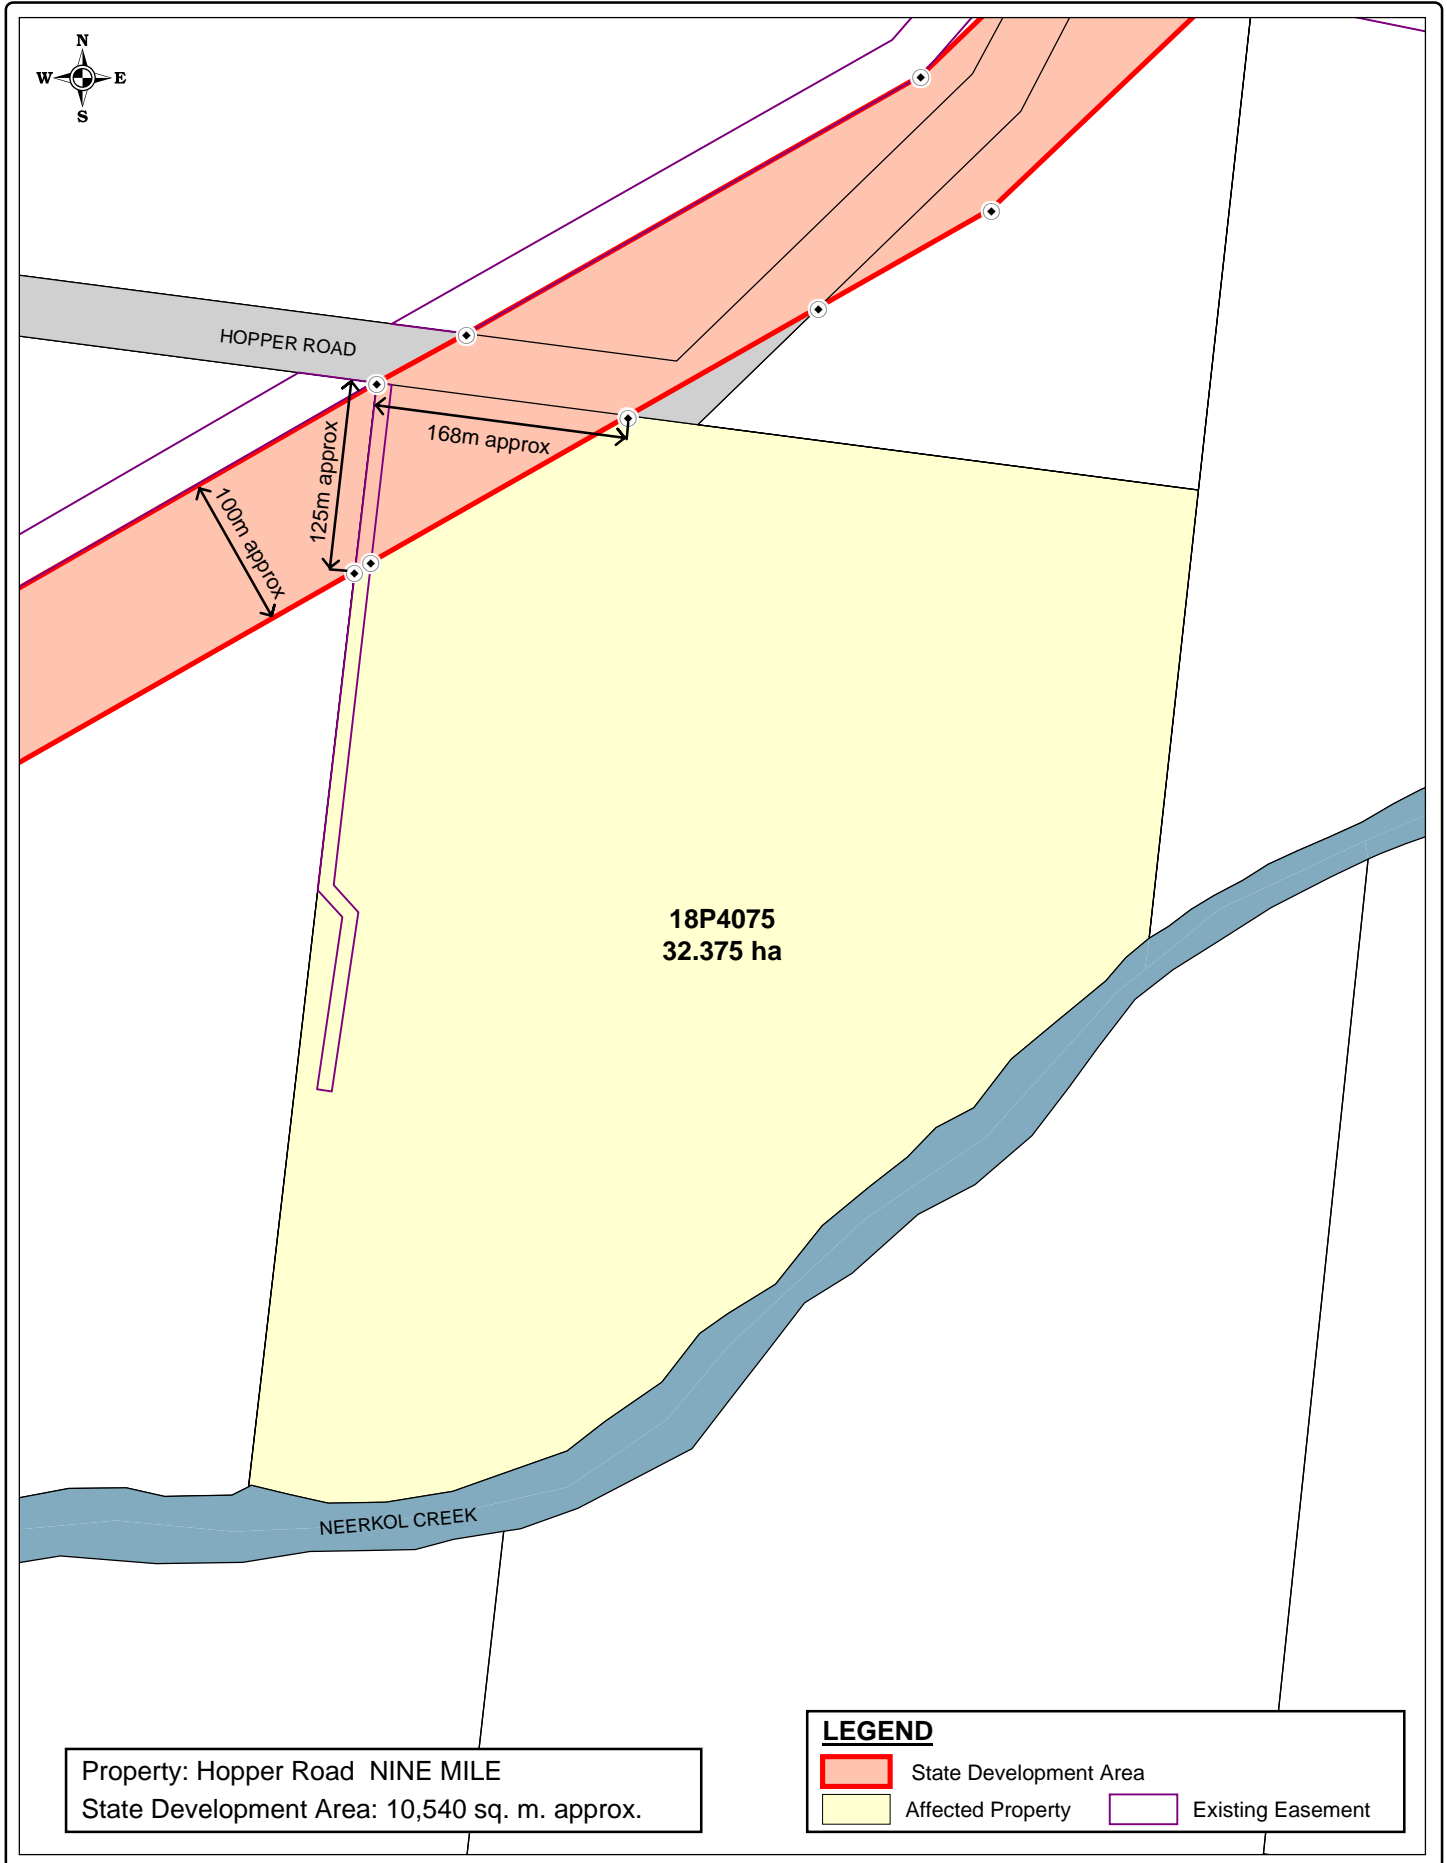 N
W E
S
HOPPER ROAD
168m approx
125m approx
100m approx
18P4075
32.375 ha
NEERKOL CREEK
Property: Hopper Road NINE MILE
State Development Area: 10,540 sq. m. approx.
LEGEND
State Development Area
Affected Property Existing Easement